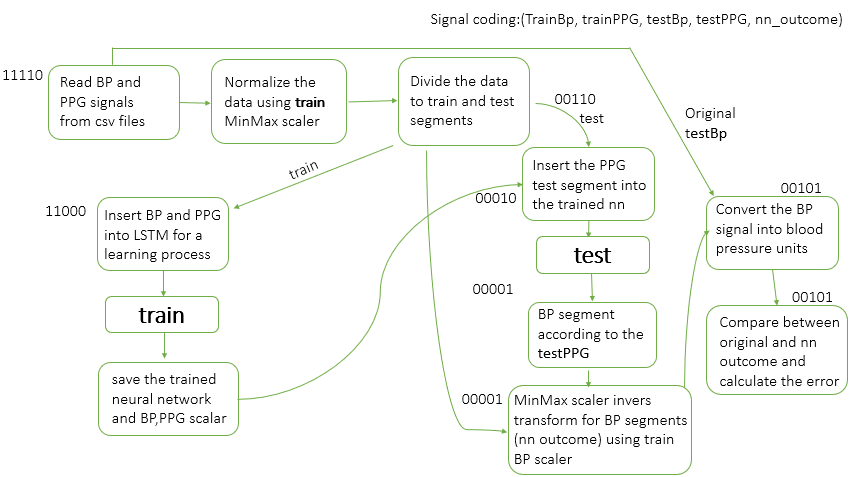 Signal coding:(TrainBp, trainPPG, testBp, testPPG, nn_outcome)
11110
Read BP and
PPG signals
from csv files
Normalize the
data using train
MinMax scaler
Divide the data
to train and test
segments
00110
test
Original
testBp
train
Insert the PPG
test segment into
the trained nn
00010
00101
Convert the BP
signal into blood
pressure units
11000
Insert BP and PPG
into LSTM for a
learning process
test
train
00001
BP segment
according to the
testPPG
00101
Compare between
original and nn
outcome and
calculate the error
save the trained
neural network
and BP,PPG scalar
00001
MinMax scaler invers
transform for BP segments
(nn outcome) using train
BP scaler